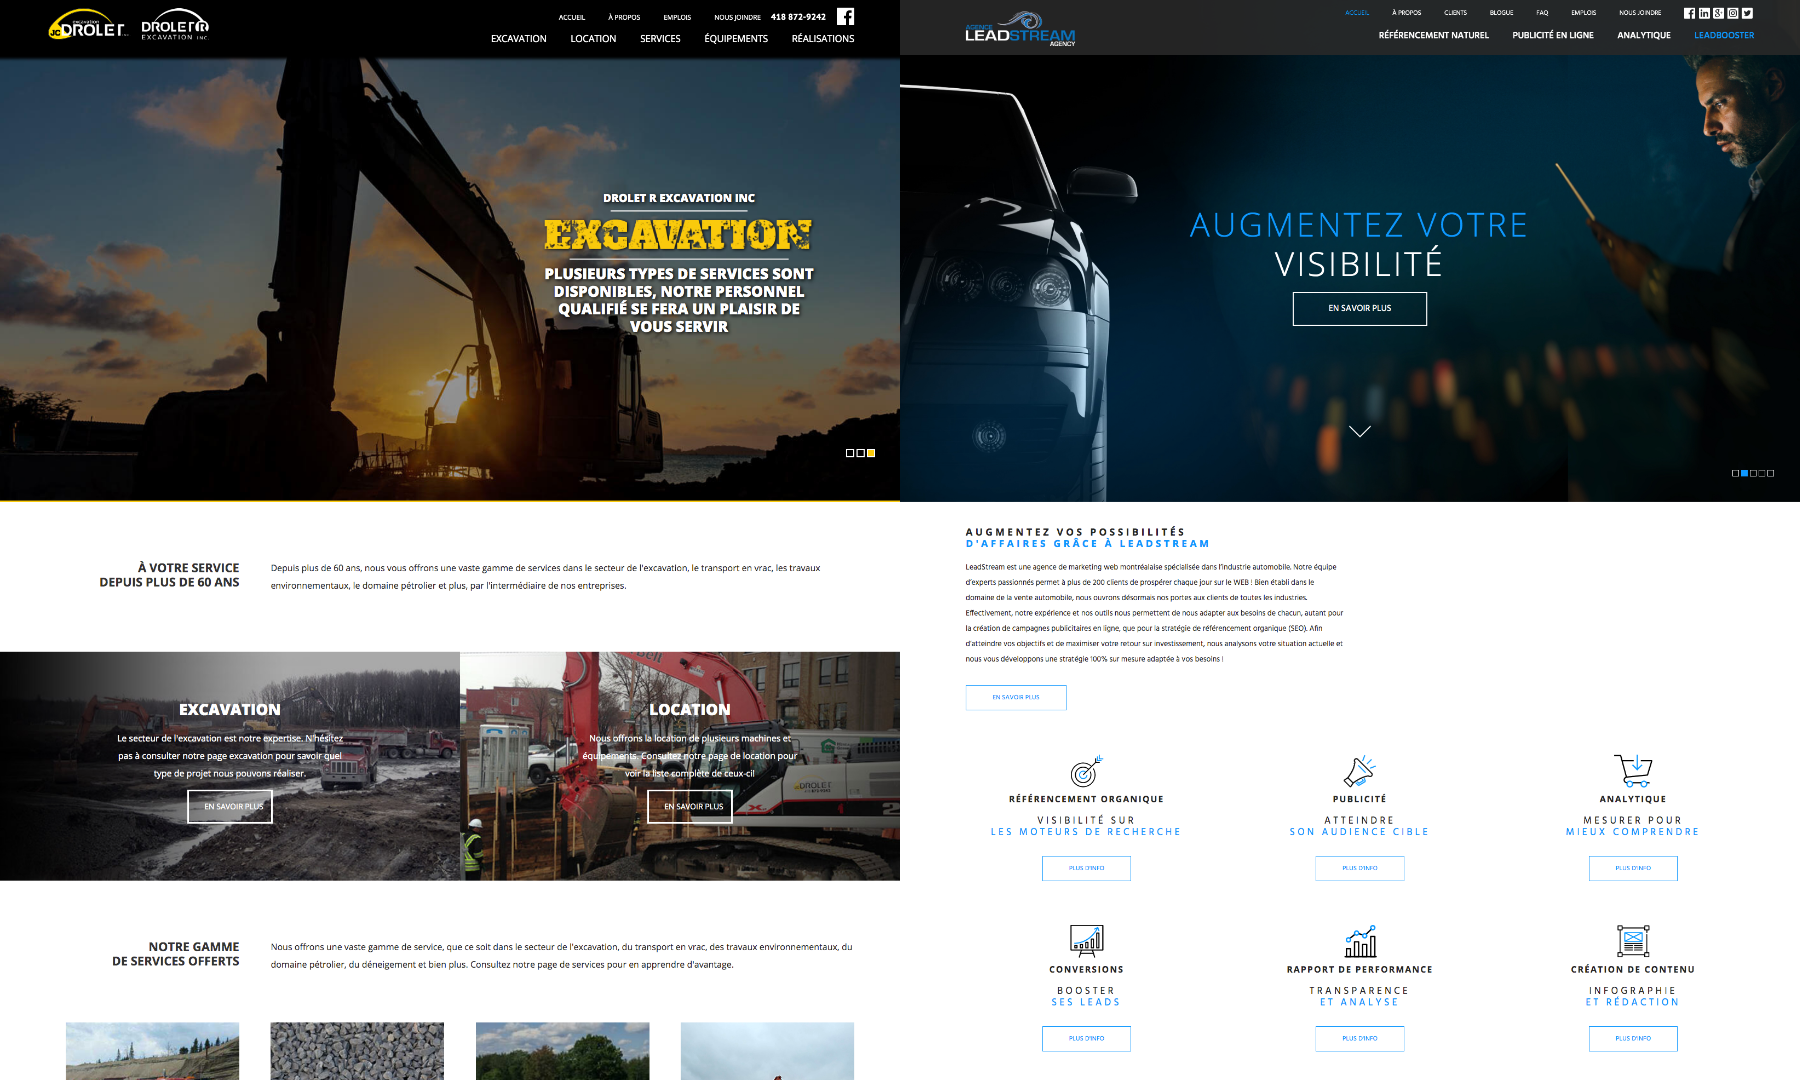 EXCAVATION
JC DROLET INC.
DROLET R
EXCAVATION INC.
ACCUEIL À PROPOS EMPLOIS NOUS JOINDRE 418 872-9242
EXCAVATION LOCATION SERVICES ÉQUIPEMENTS RÉALISATIONS
DROLET R EXCAVATION INC
EXCAVATION
PLUSIEURS TYPES DE SERVICES SONT
DISPONIBLES, NOTRE PERSONNEL
QUALIFIÉ SE FERA UN PLAISIR DE
VOUS SERVIR
À VOTRE SERVICE
DEPUIS PLUS DE 60 ANS
Depuis plus de 60 ans, nous vous offrons une vaste gamme de services dans le secteur de l'excavation, le transport en vrac, les travaux
environnementaux, le domaine pétrolier et plus, par l'intermédiaire de nos entreprises.
EXCAVATION
Le secteur de l'excavation est notre expertise. N'hésitez
pas à consulter notre page excavation pour savoir quel
type de projet nous pouvons réaliser.
EN SAVOIR PLUS
LOCATION
Nous offrons la location de plusieurs machines et
équipements. Consultez notre page de location pour
voir la liste complète de ceux-ci!
EN SAVOIR PLUS
DROLET
NOTRE GAMME
DE SERVICES OFFERTS
Nous offrons une vaste gamme de service, que ce soit dans le secteur de l'excavation, du transport en vrac, des travaux environnementaux, du
domaine pétrolier, du déneigement et bien plus. Consultez notre page de services pour en apprendre d'avantage.
AGENCE
LEADSTREAM
AGENCY
ACCUEIL À PROPOS CLIENTS BLOGUE FAQ EMPLOIS NOUS JOINDRE
RÉFÉRENCEMENT NATUREL PUBLICITÉ EN LIGNE ANALYTIQUE LEADBOOSTER
AUGMENTEZ VOTRE
VISIBILITÉ
EN SAVOIR PLUS
AUGMENTEZ VOS POSSIBILITÉS
D'AFFAIRES GRÂCE À LEADSTREAM
LeadStream est une agence de marketing web montréalaise spécialisée dans l'industrie automobile. Notre équipe
d'experts passionnés permet à plus de 200 clients de prospérer chaque jour sur le WEB ! Bien établi dans le
domaine de la vente automobile, nous ouvrons désormais nos portes aux clients de toutes les industries.
Effectivement, notre expérience et nos outils nous permettent de nous adapter aux besoins de chacun, autant pour
la création de campagnes publicitaires en ligne, que pour la stratégie de référencement organique (SEO). Afin
d'atteindre vos objectifs et de maximiser votre retour sur investissement, nous analysons votre situation actuelle et
nous vous développons une stratégie 100% sur mesure adaptée à vos besoins !
EN SAVOIR PLUS
RÉFÉRENCEMENT ORGANIQUE
VISIBILITÉ SUR
LES MOTEURS DE RECHERCHE
PLUS D'INFO
PUBLICITÉ
ATTEINDRE
SON AUDIENCE CIBLE
PLUS D'INFO
ANALYTIQUE
MESURER POUR
MIEUX COMPRENDRE
PLUS D'INFO
CONVERSIONS
BOOSTER
SES LEADS
PLUS D'INFO
RAPPORT DE PERFORMANCE
TRANSPARENCE
ET ANALYSE
PLUS D'INFO
CRÉATION DE CONTENU
INFOGRAPHIE
ET RÉDACTION
PLUS D'INFO